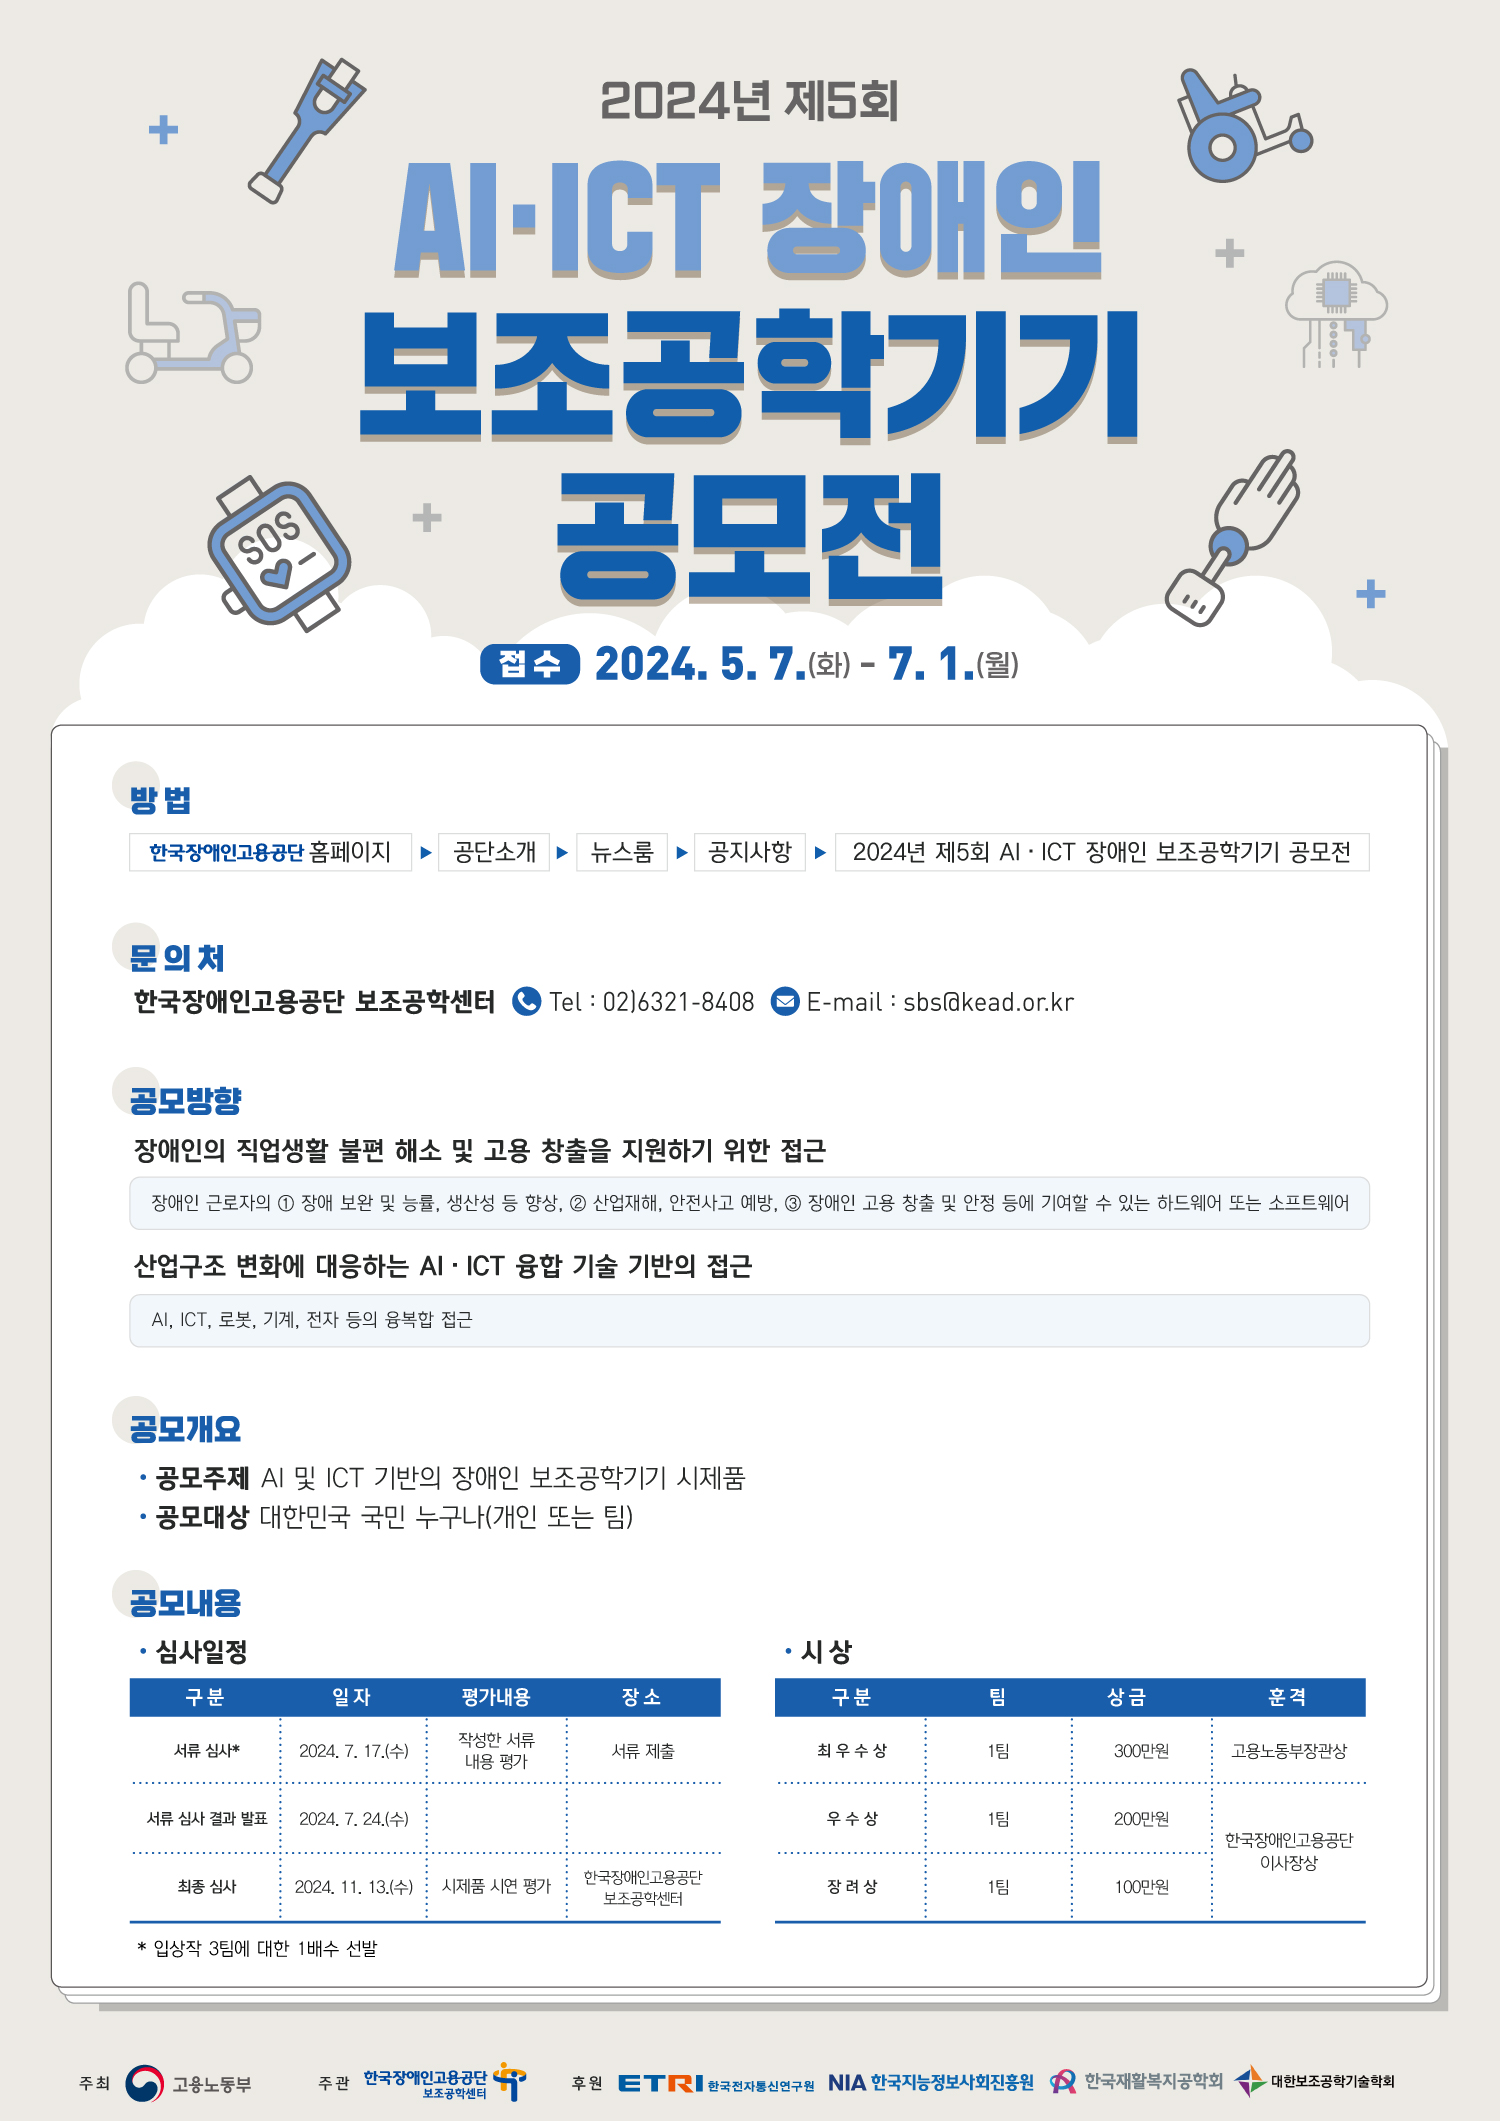 2024년 제5회
AI·ICT 장애인
보조공학기기
공모전
SOS
접수 2024. 5. 7.(화) - 7. 1.(월)
방법
한국장애인고용공단 홈페이지 ▶ 공단소개 ▶ 뉴스룸 ▶ 공지사항 ▶ 2024년 제5회 AI · ICT 장애인 보조공학기기 공모전
문의처
한국장애인고용공단 보조공학센터 Tel : 02)6321-8408 E-mail : sbs@kead.or.kr
공모방향
장애인의 직업생활 불편 해소 및 고용 창출을 지원하기 위한 접근
장애인 근로자의 ① 장애 보완 및 능률, 생산성 등 향상, ② 산업재해, 안전사고 예방, ③ 장애인 고용 창출 및 안정 등에 기여할 수 있는 하드웨어 또는 소프트웨어
산업구조 변화에 대응하는 AI · ICT 융합 기술 기반의 접근
AI, ICT, 로봇, 기계, 전자 등의 융복합 접근
공모개요
• 공모주제 AI 및 ICT 기반의 장애인 보조공학기기 시제품
• 공모대상 대한민국 국민 누구나(개인 또는 팀)
공모내용
• 심사일정
구분 일자 평가내용 장소
서류 심사* 2024. 7. 17.(수) 작성한 서류 내용 평가 서류 제출
서류 심사 결과 발표 2024. 7. 24.(수)
최종 심사 2024. 11. 13.(수) 시제품 시연 평가 한국장애인고용공단 보조공학센터
* 입상작 3팀에 대한 1배수 선발
• 시상
구분 팀 상금 훈격
최우수상 1팀 300만원 고용노동부장관상
우수상 1팀 200만원 한국장애인고용공단 이사장상
장려상 1팀 100만원
주최 고용노동부 주관 한국장애인고용공단 보조공학센터 후원 ETRI 한국전자통신연구원 NIA 한국지능정보사회진흥원 한국재활복지공학회 대한보조공학기술학회